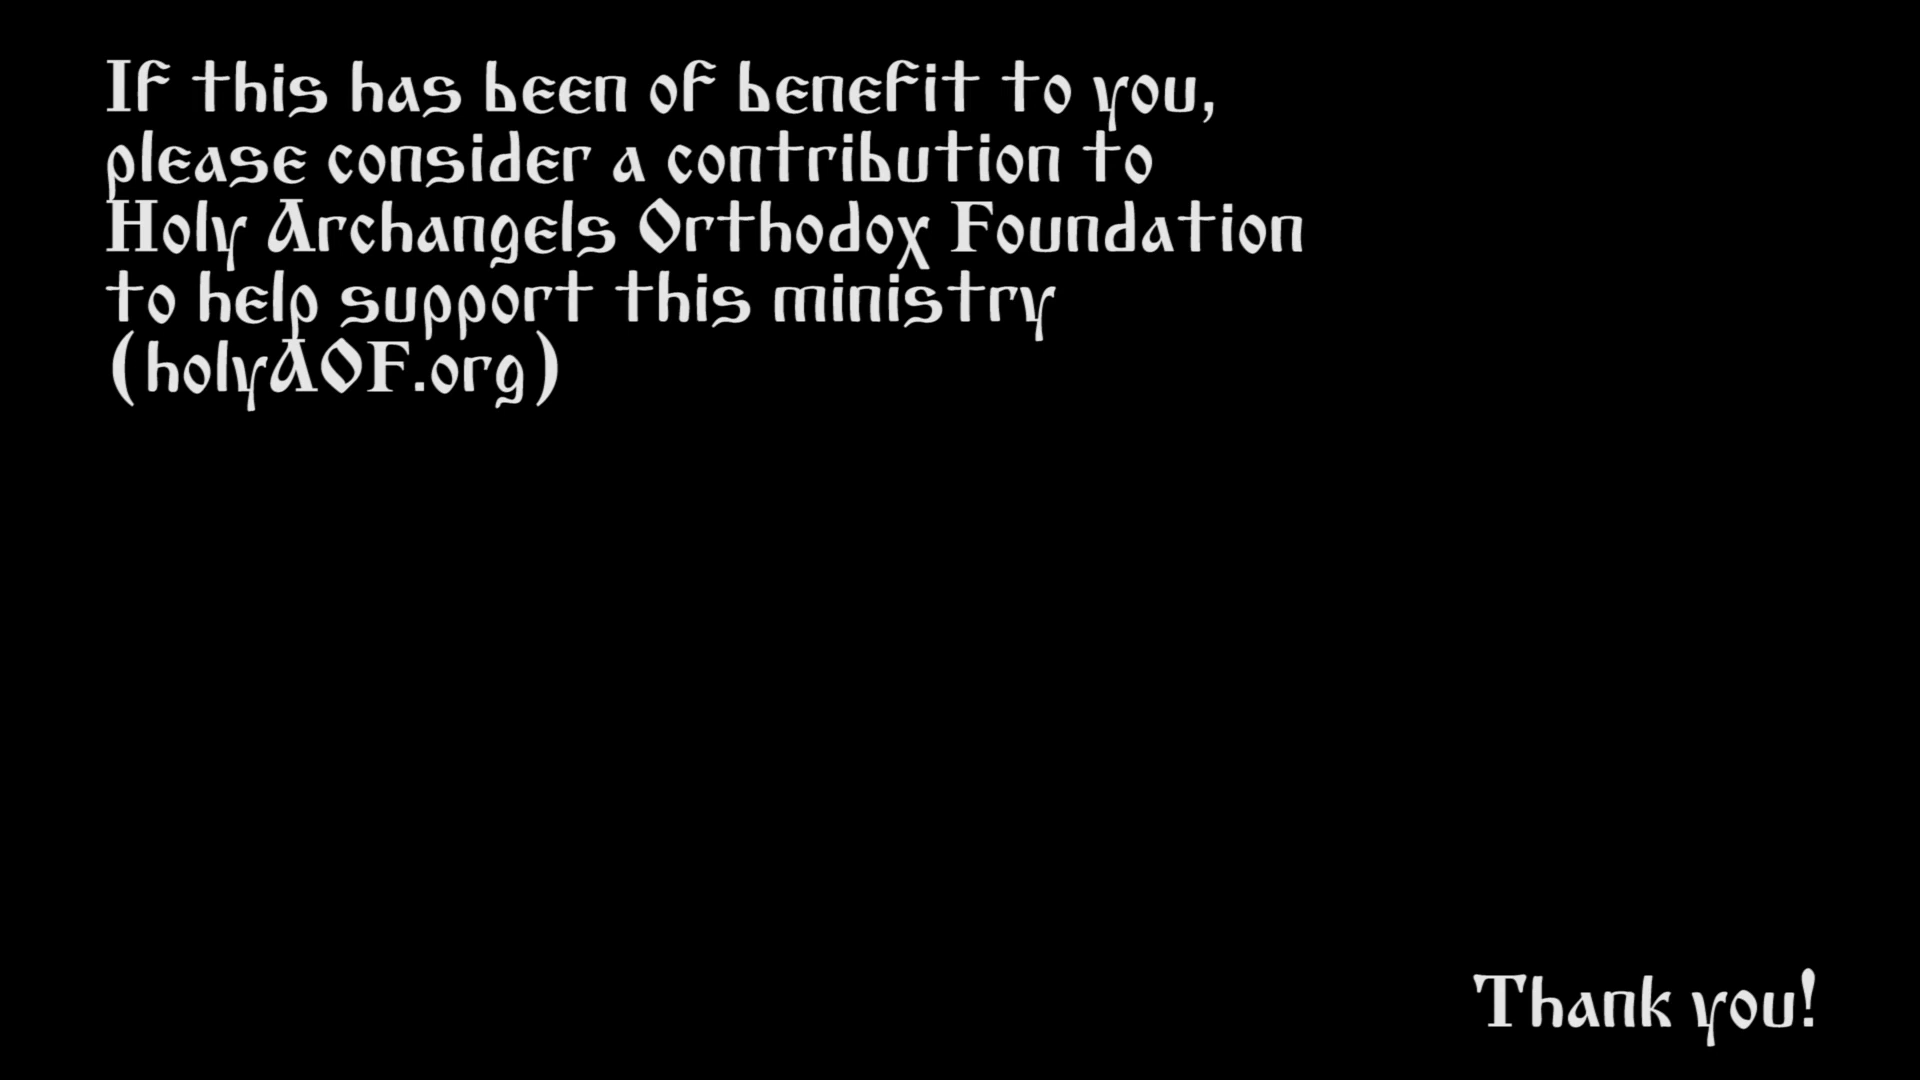 If this has been of benefit to you,
please consider a contribution to
Holy Archangels Orthodox Foundation
to help support this ministry
(holyAOF.org)
Thank you!